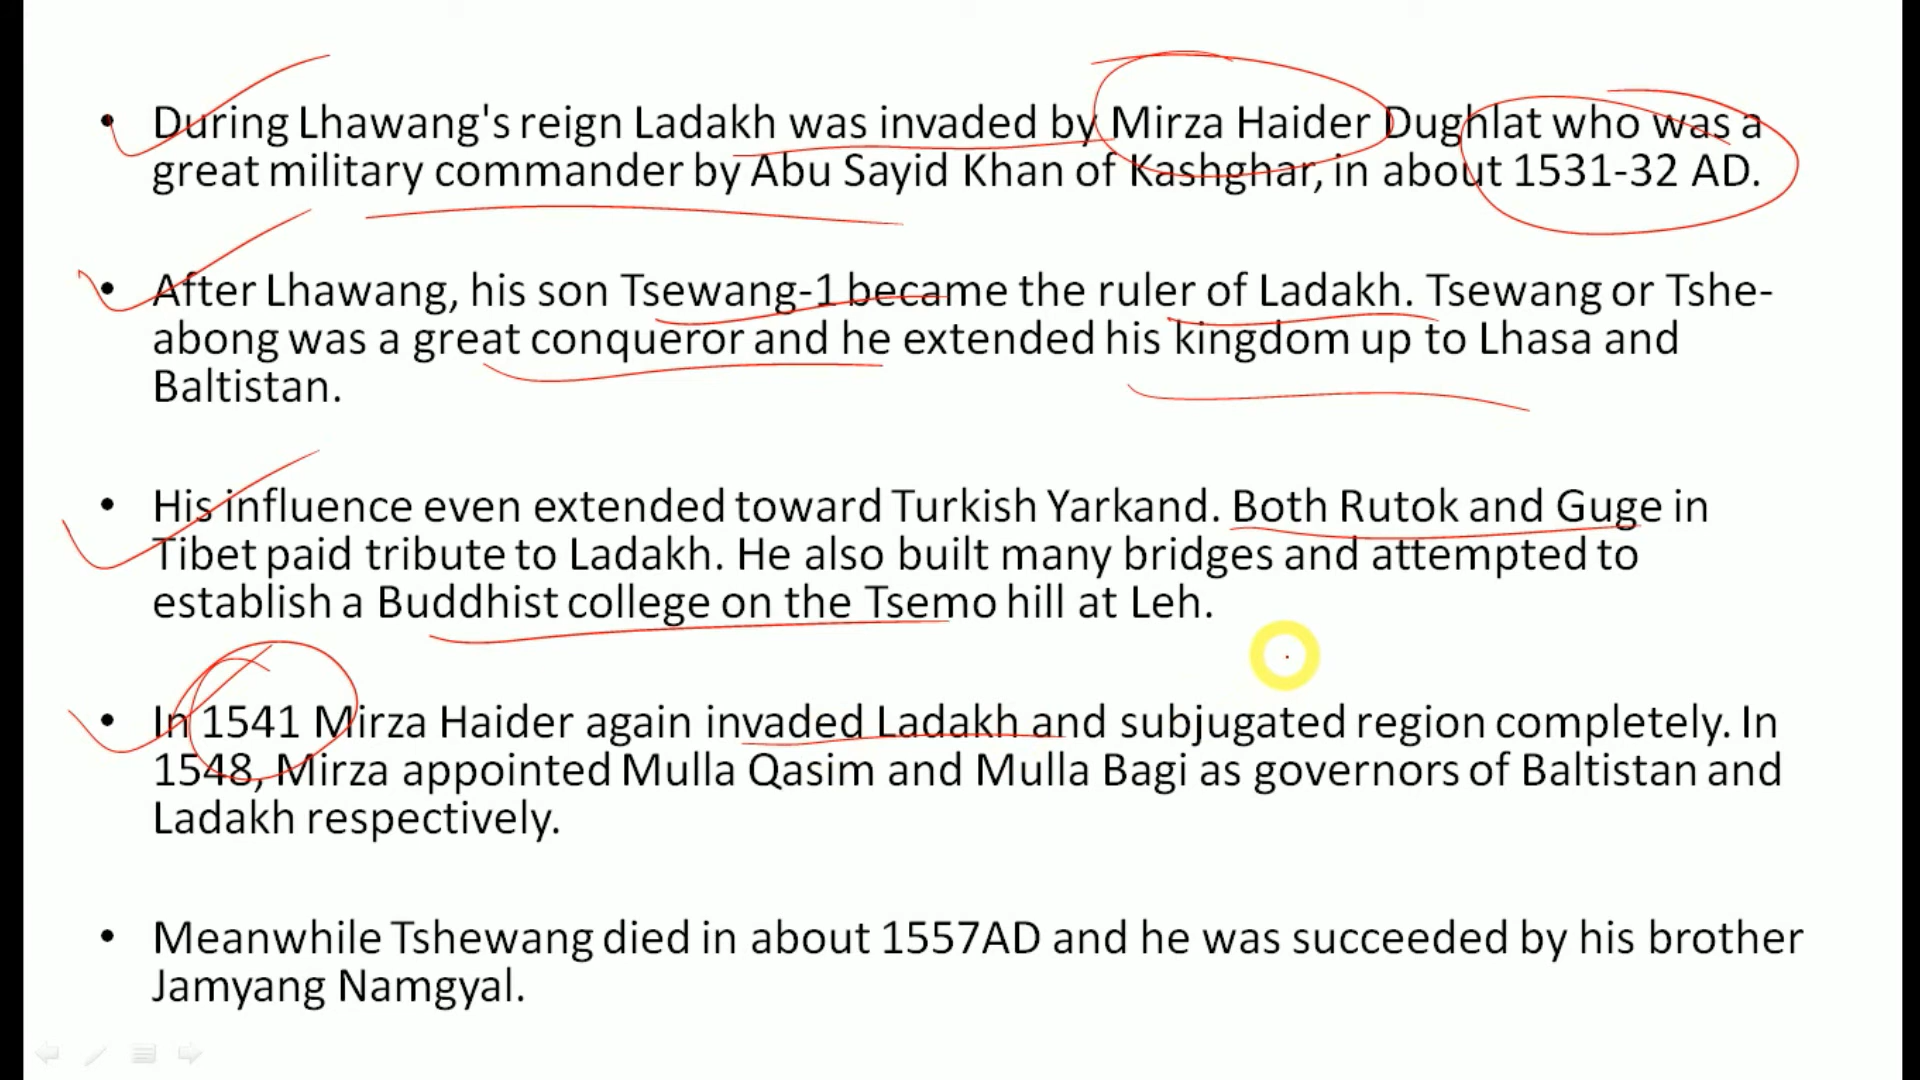 • During Lhawang's reign Ladakh was invaded by Mirza Haider Dughlat who was a
great military commander by Abu Sayid Khan of Kashghar, in about 1531-32 AD.
• After Lhawang, his son Tsewang-1 became the ruler of Ladakh. Tsewang or Tshe-
abong was a great conqueror and he extended his kingdom up to Lhasa and
Baltistan.
• His influence even extended toward Turkish Yarkand. Both Rutok and Guge in
Tibet paid tribute to Ladakh. He also built many bridges and attempted to
establish a Buddhist college on the Tsemo hill at Leh.
• In 1541 Mirza Haider again invaded Ladakh and subjugated region completely. In
1548, Mirza appointed Mulla Qasim and Mulla Bagi as governors of Baltistan and
Ladakh respectively.
• Meanwhile Tshewang died in about 1557AD and he was succeeded by his brother
Jamyang Namgyal.